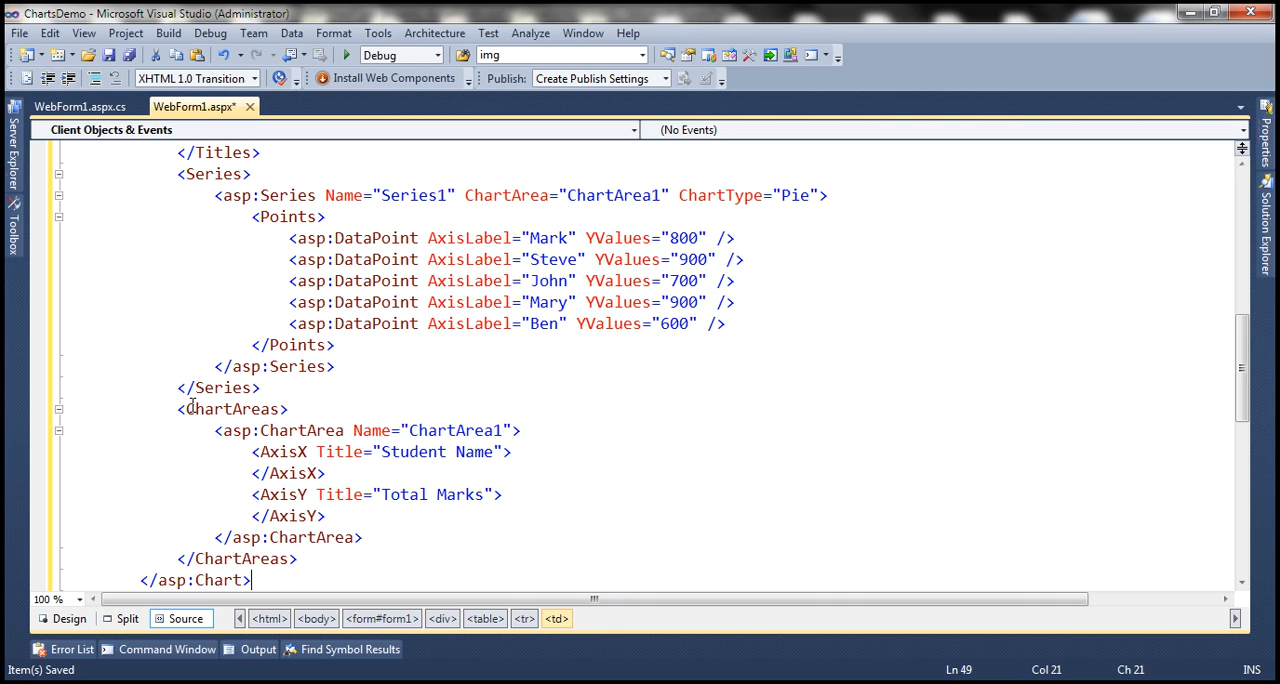 ChartsDemo - Microsoft Visual Studio (Administrator)
File Edit View Project Build Debug Team Data Format Tools Architecture Test Analyze Window Help
Debug img
XHTML 1.0 Transition Install Web Components Publish: Create Publish Settings
WebForm1.aspx.cs WebForm1.aspx*
Client Objects & Events (No Events)
Server Explorer
Toolbox
Properties
Solution Explorer
</Titles>
<Series>
<asp:Series Name="Series1" ChartArea="ChartArea1" ChartType="Pie">
<Points>
<asp:DataPoint AxisLabel="Mark" YValues="800" />
<asp:DataPoint AxisLabel="Steve" YValues="900" />
<asp:DataPoint AxisLabel="John" YValues="700" />
<asp:DataPoint AxisLabel="Mary" YValues="900" />
<asp:DataPoint AxisLabel="Ben" YValues="600" />
</Points>
</asp:Series>
</Series>
<ChartAreas>
<asp:ChartArea Name="ChartArea1">
<AxisX Title="Student Name">
</AxisX>
<AxisY Title="Total Marks">
</AxisY>
</asp:ChartArea>
</ChartAreas>
</asp:Chart>
100 %
Design Split Source <html> <body> <form#form1> <div> <table> <tr> <td>
Error List Command Window Output Find Symbol Results
Item(s) Saved Ln 49 Col 21 Ch 21 INS